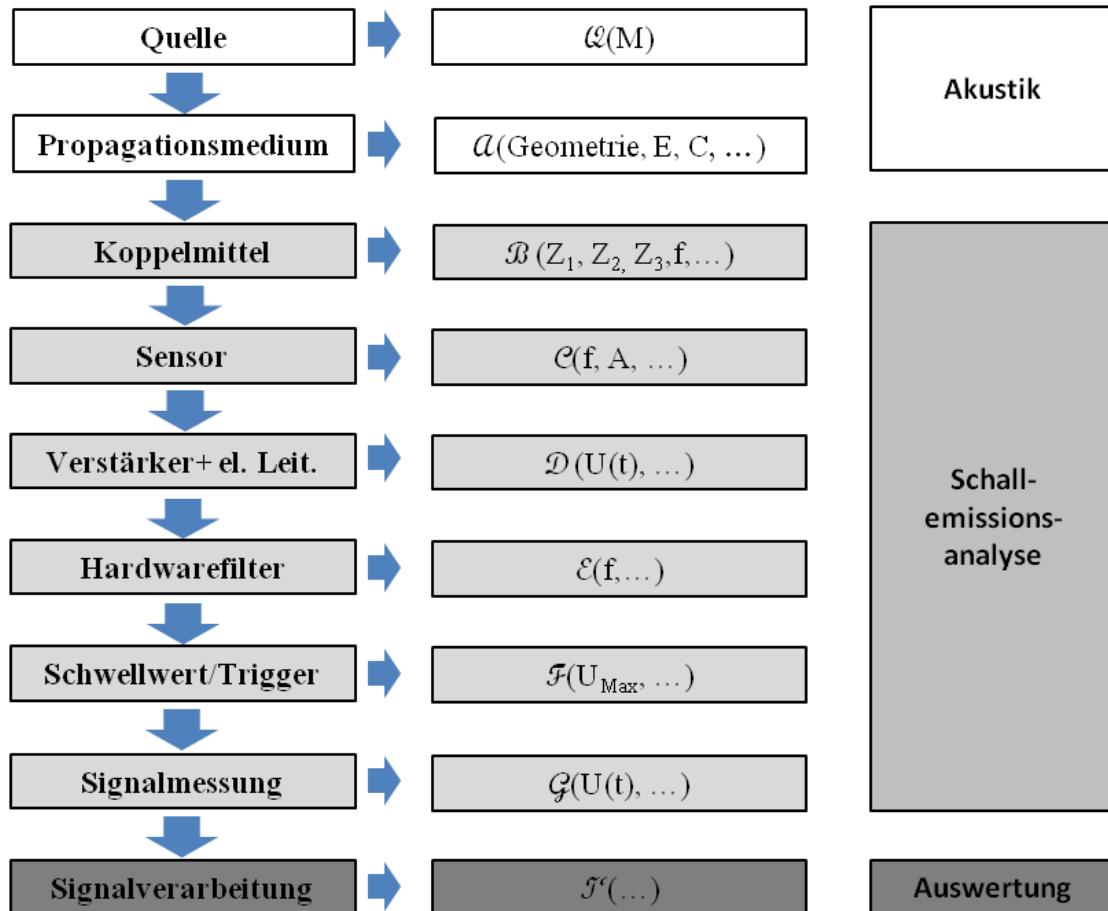 Quelle
𝒬(M)
Propagationsmedium
𝒜(Geometrie, E, C, …)
Koppelmittel
ℬ (Z₁, Z₂, Z₃,f,…)
Sensor
𝒞(f, A, …)
Verstärker+ el. Leit.
𝒟 (U(t), …)
Hardwarefilter
ℰ(f,…)
Schwellwert/Trigger
ℱ(U_Max, …)
Signalmessung
𝒢(U(t), …)
Signalverarbeitung
(…)
Akustik
Schall-
emissions-
analyse
Auswertung